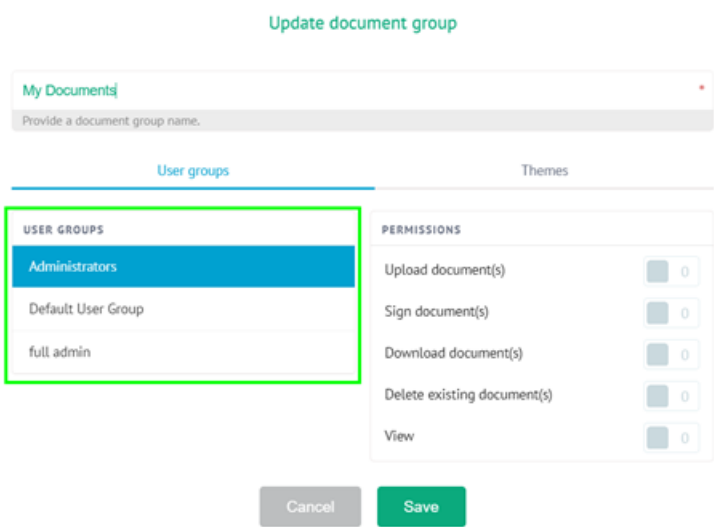 Update document group
My Documents
*
Provide a document group name.
User groups
Themes
USER GROUPS
Administrators
Default User Group
full admin
PERMISSIONS
Upload document(s) 0
Sign document(s) 0
Download document(s) 0
Delete existing document(s) 0
View 0
Cancel
Save